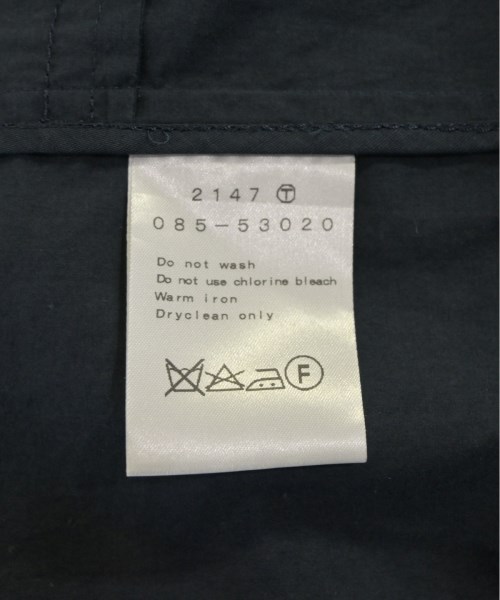 2147 Ⓣ
085-53020
Do not wash
Do not use chlorine bleach
Warm iron
Dryclean only
F